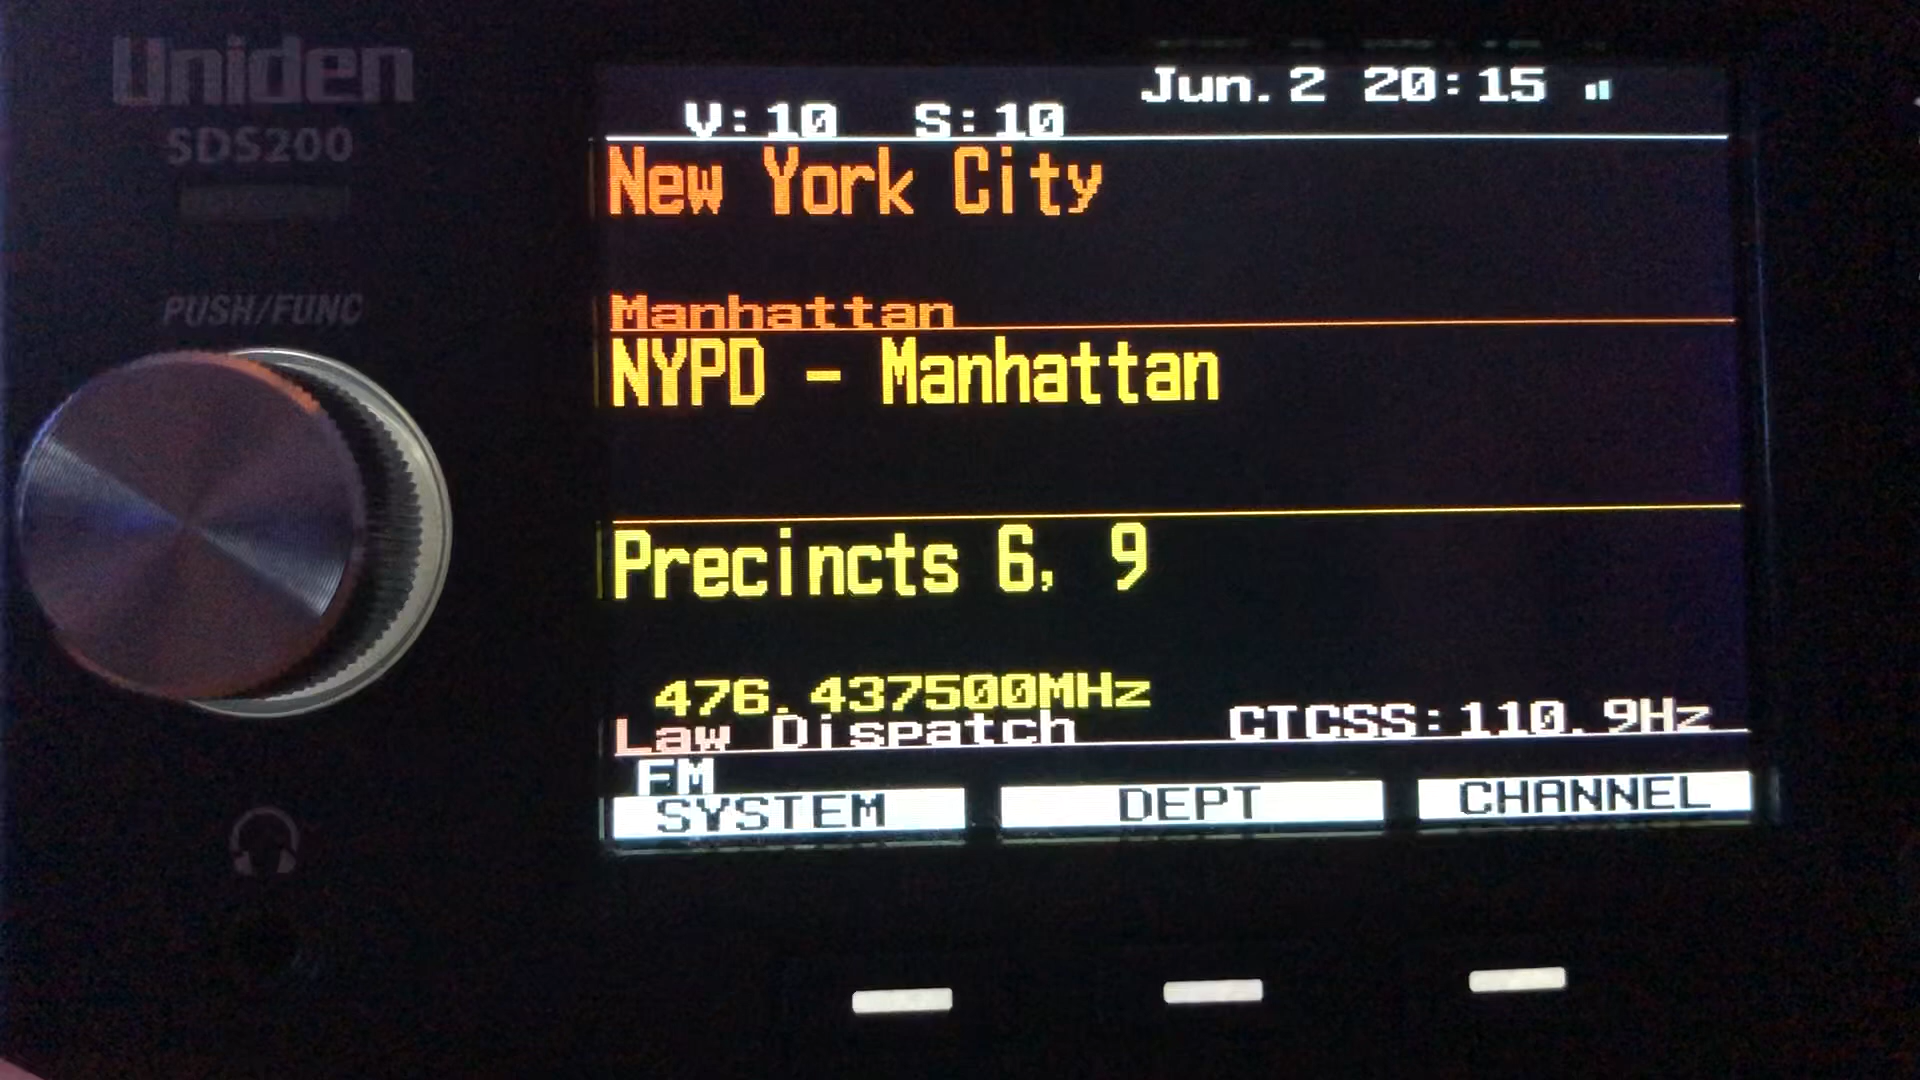 Uniden
SDS200
PUSH/FUNC
Jun. 2 20:15
V:10 S:10
New York City
Manhattan
NYPD - Manhattan
Precincts 6, 9
476.437500MHz
Law Dispatch CTCSS:110.9Hz
FM
SYSTEM DEPT CHANNEL